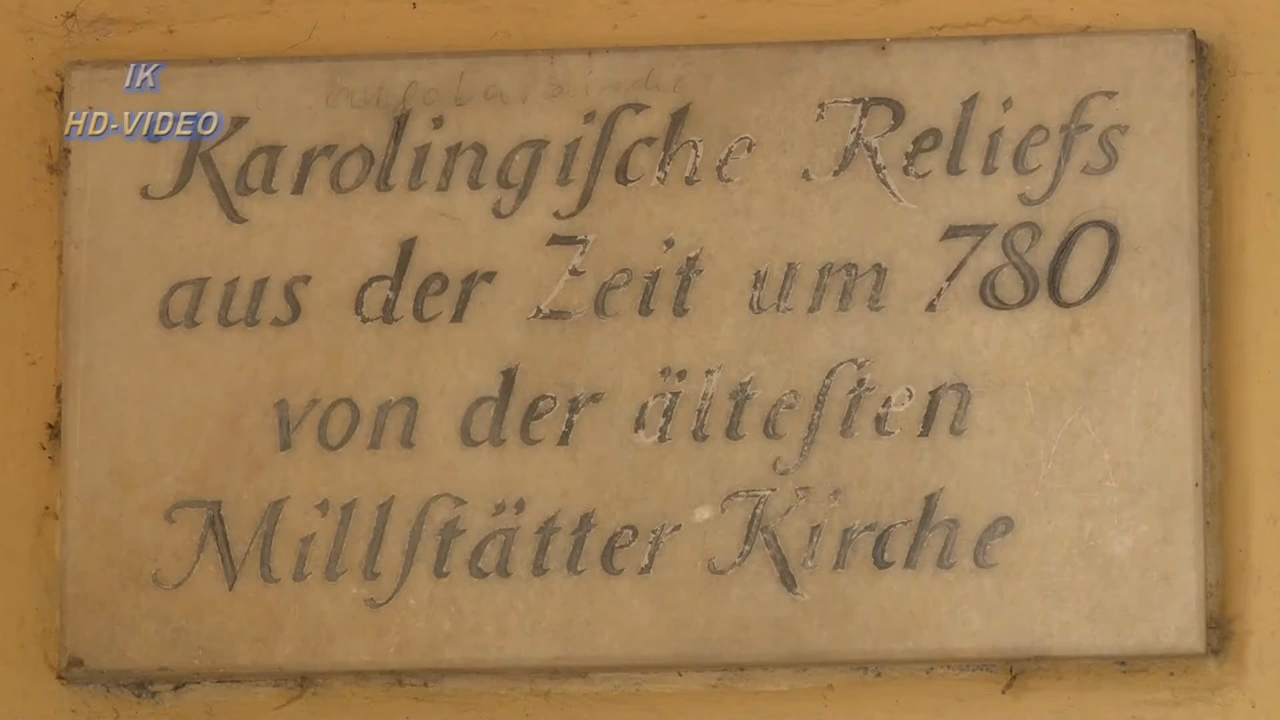 IK
HD-VIDEO
Karolingiſche Reliefs
aus der Zeit um 780
von der älteſten
Millſtätter Kirche